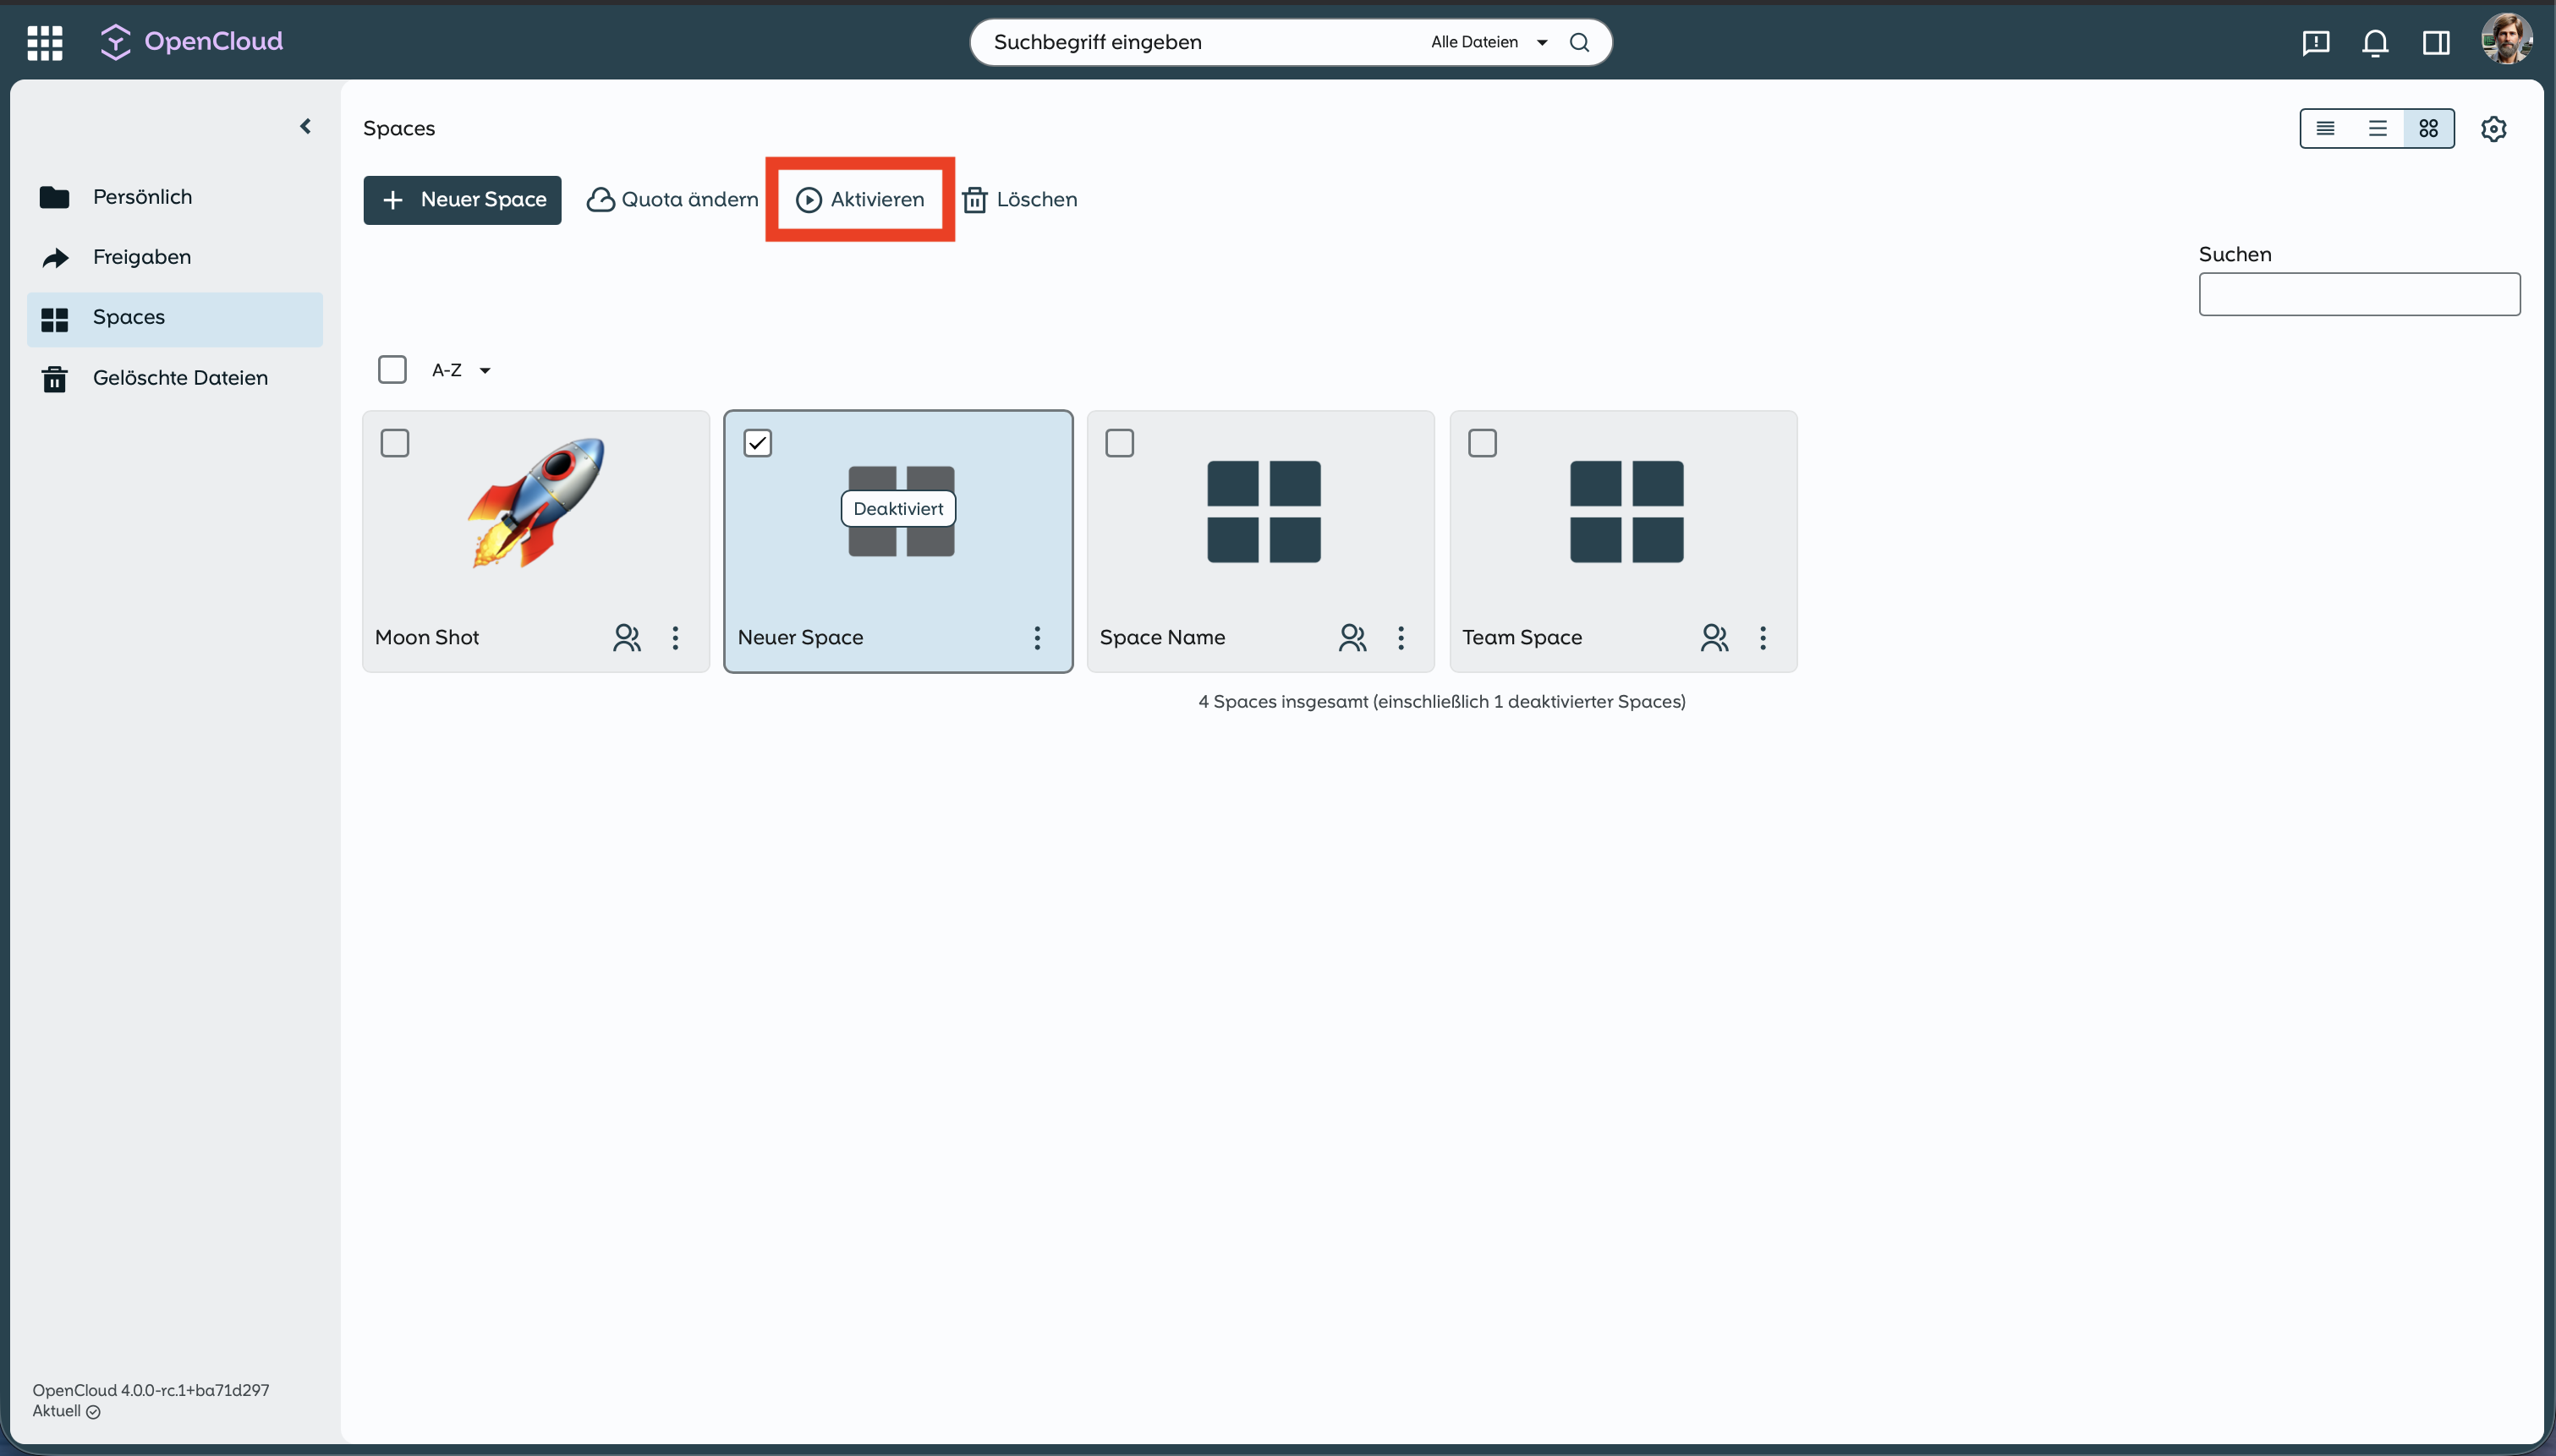 OpenCloud
Suchbegriff eingeben
Alle Dateien
Spaces
Persönlich
Freigaben
Spaces
Gelöschte Dateien
Neuer Space
Quota ändern
Aktivieren
Löschen
Suchen
A-Z
Deaktiviert
Moon Shot
Neuer Space
Space Name
Team Space
4 Spaces insgesamt (einschließlich 1 deaktivierter Spaces)
OpenCloud 4.0.0-rc.1+ba71d297
Aktuell